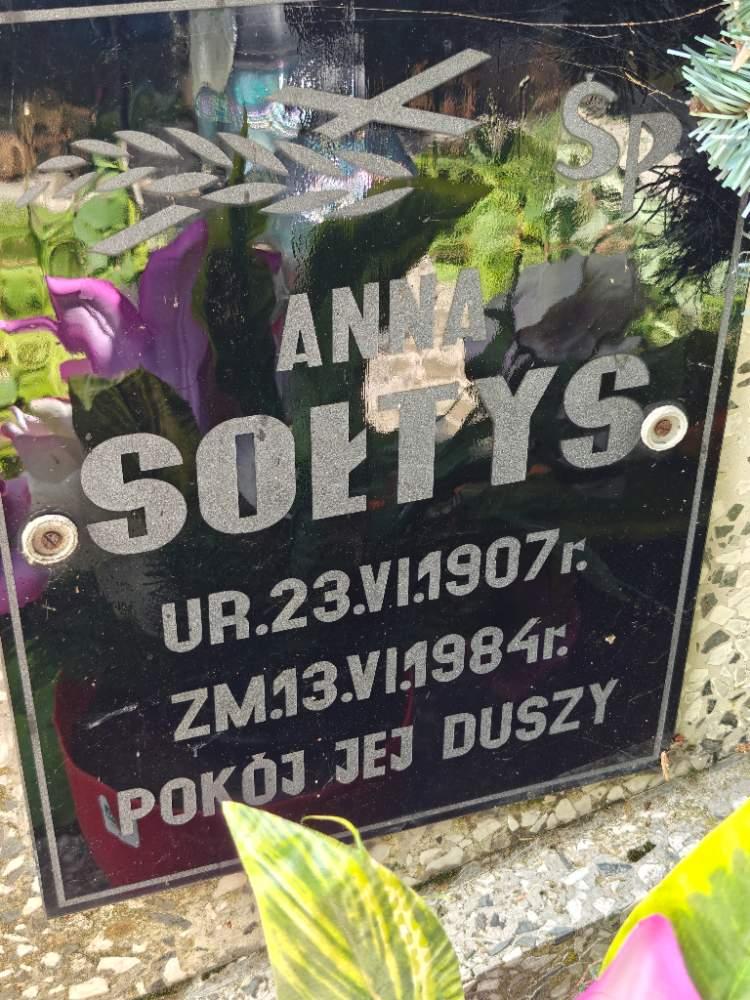 ŚP
ANNA
SOŁTYS
UR.23.VI.1907r.
ZM.13.VI.1984r.
POKÓJ JEJ DUSZY